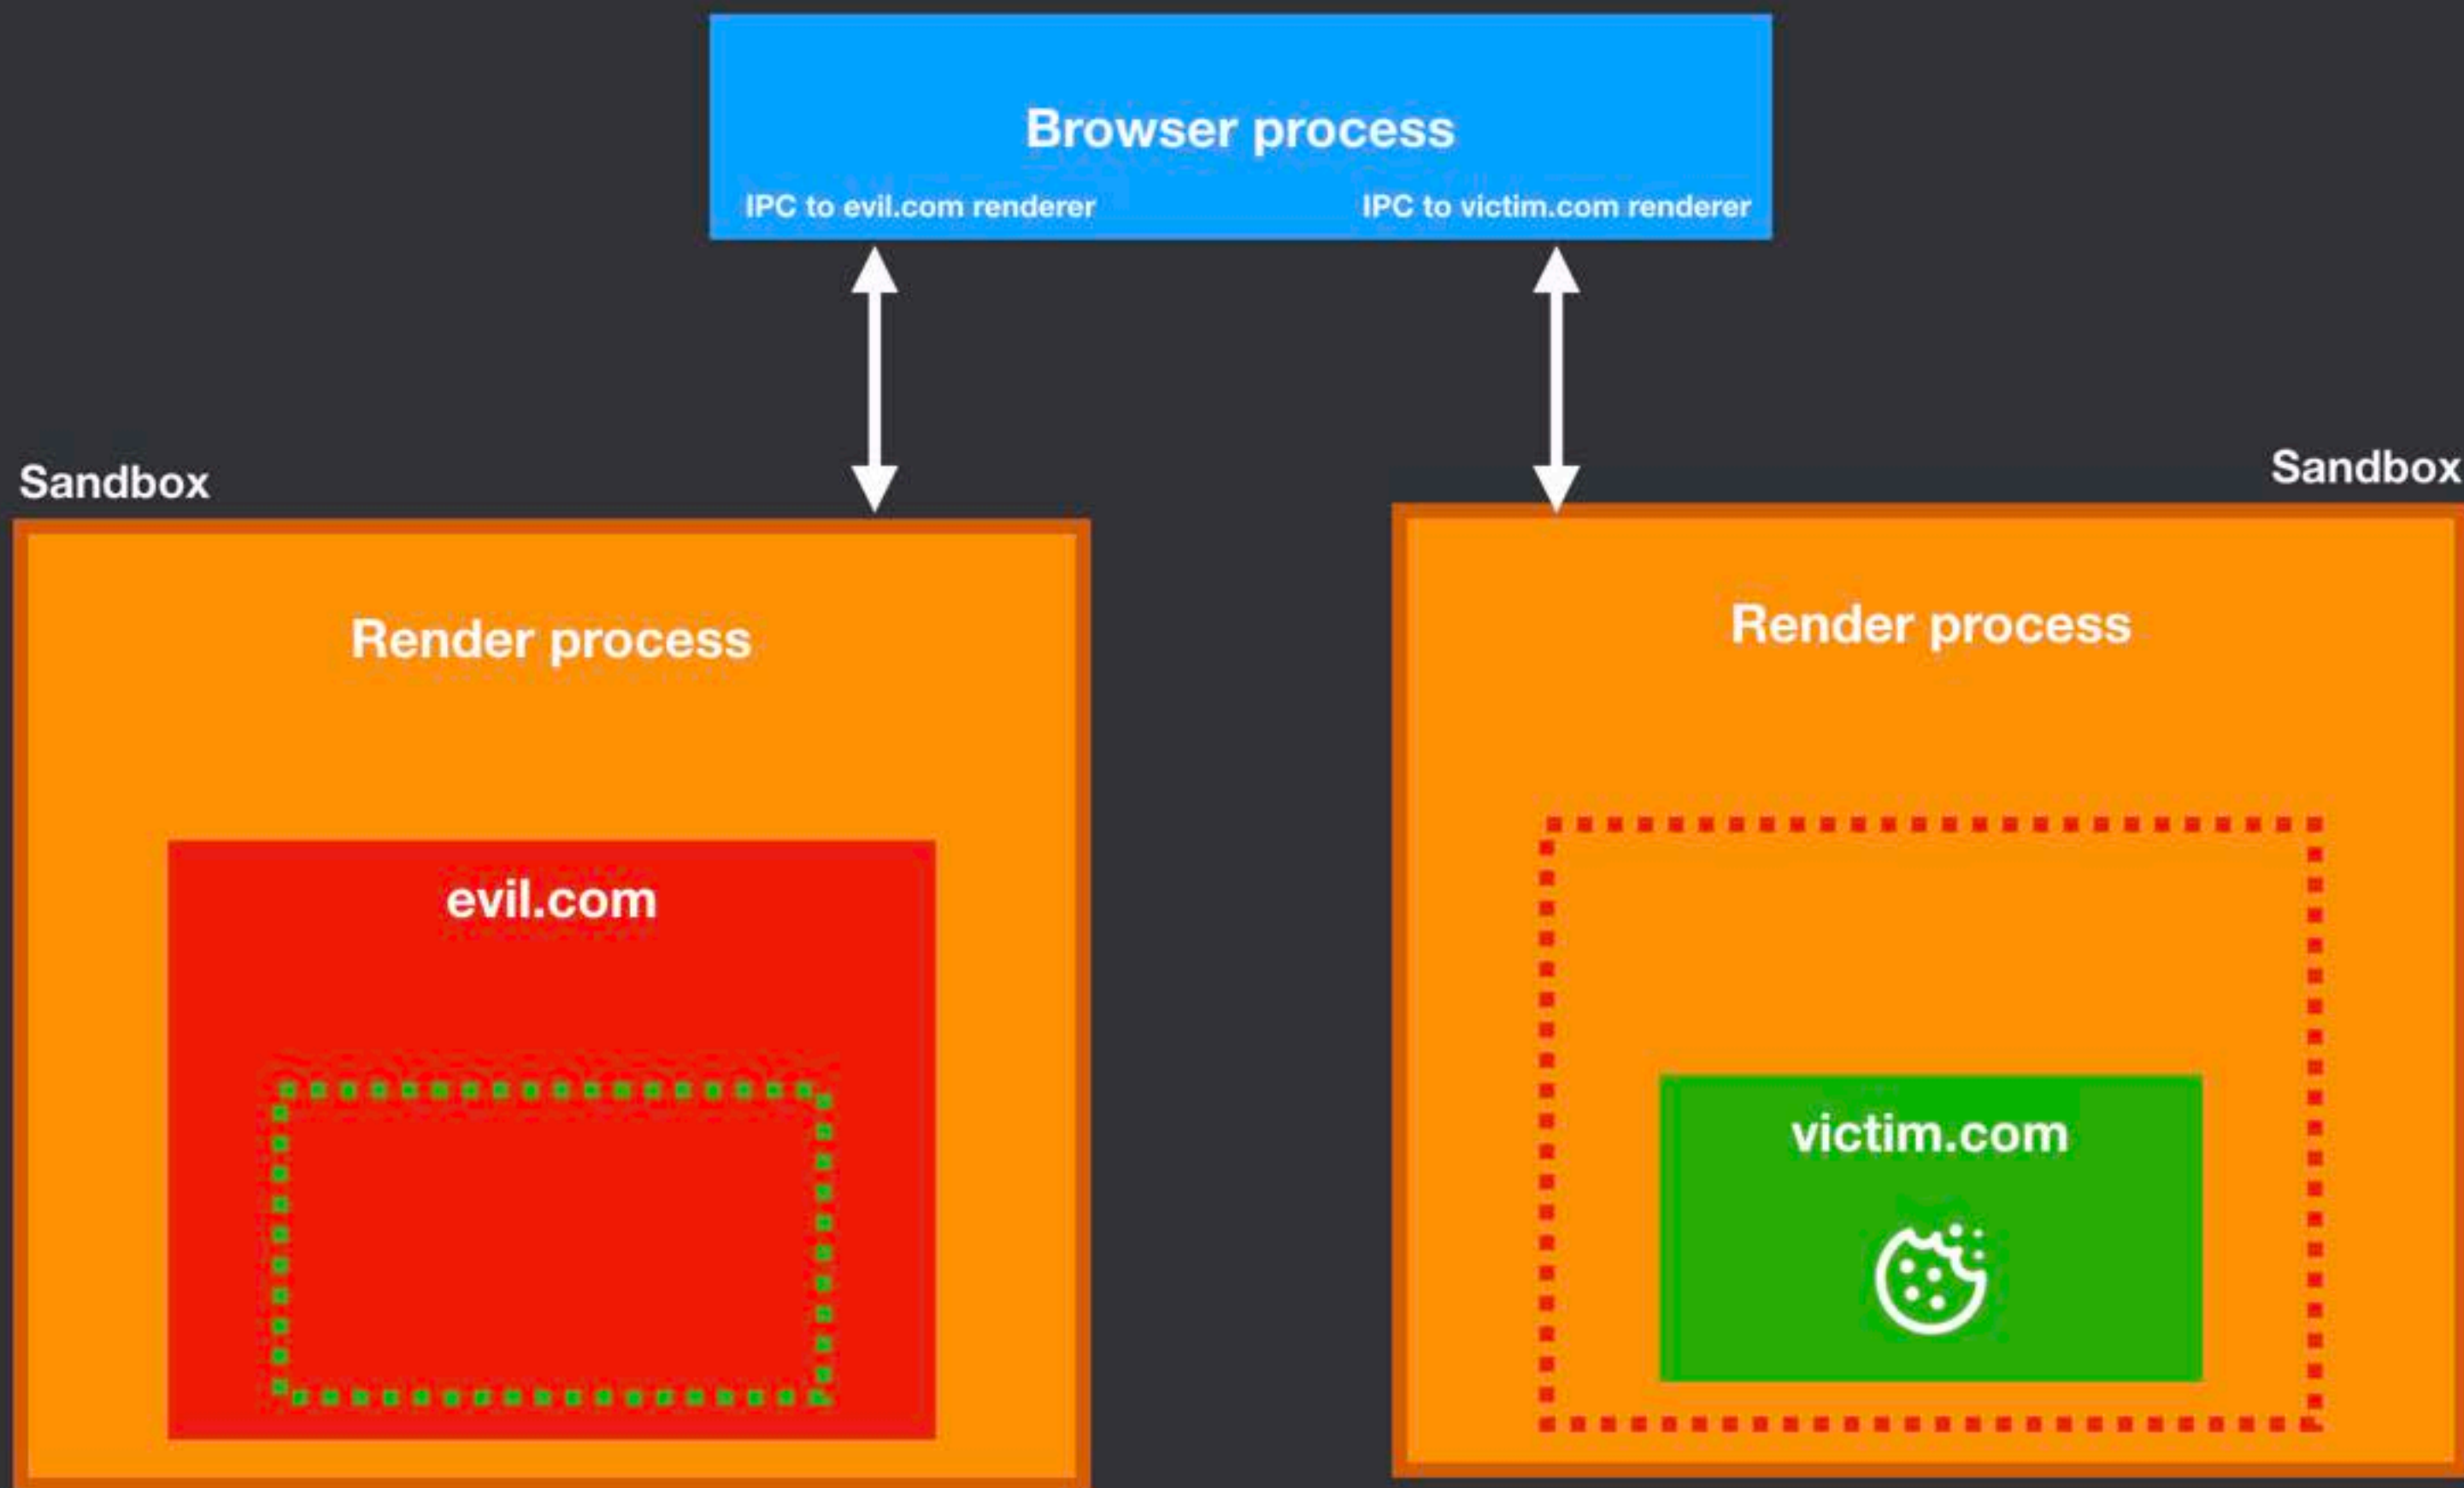 Browser process
IPC to evil.com renderer
IPC to victim.com renderer
Sandbox
Sandbox
Render process
Render process
evil.com
victim.com